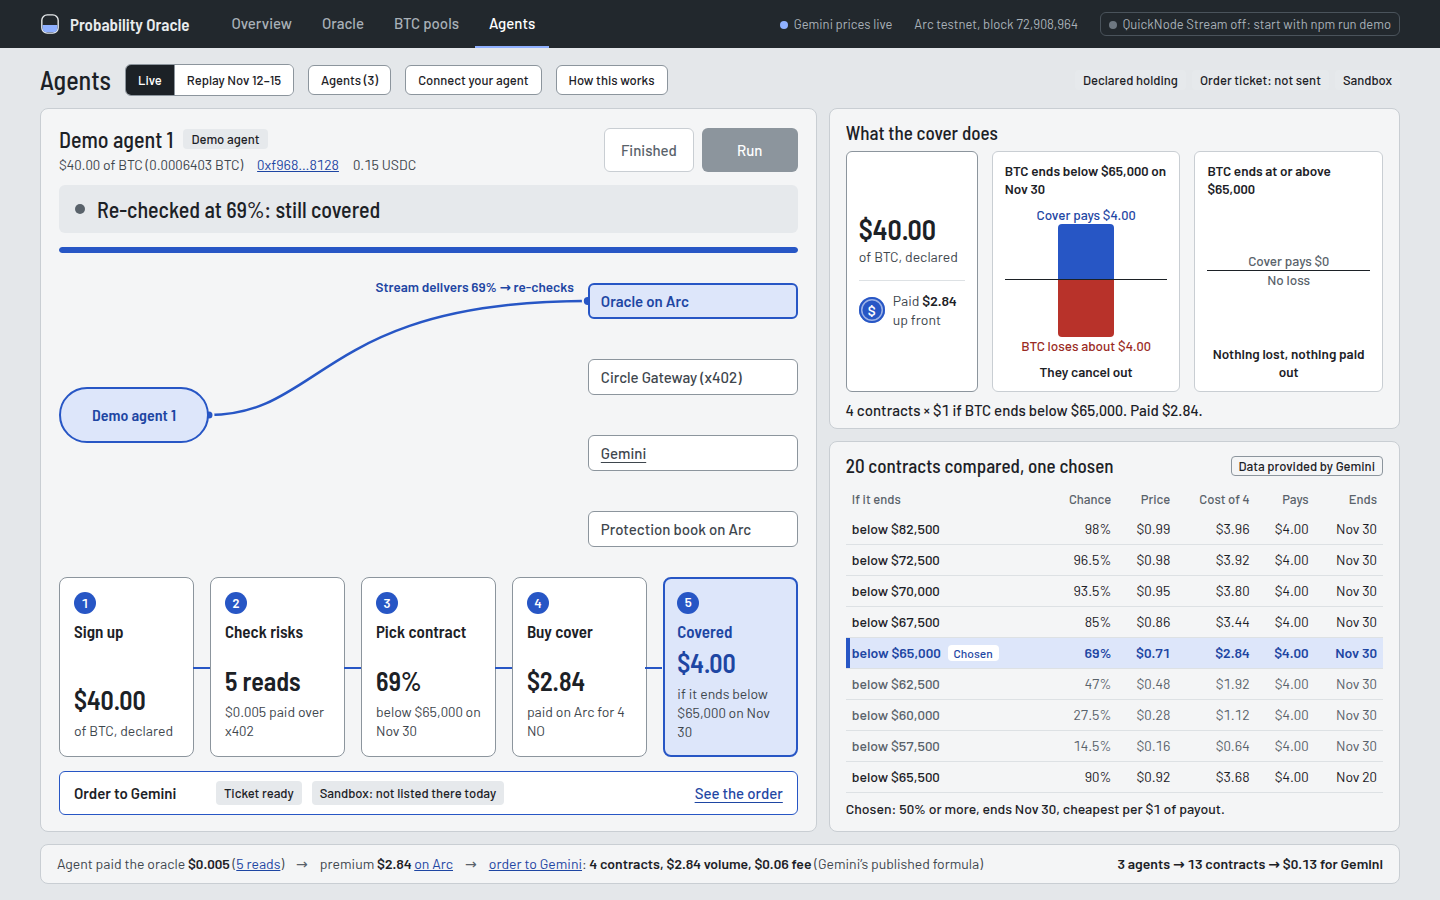 Probability Oracle
Overview
Oracle
BTC pools
Agents
Gemini prices live
Arc testnet, block 72,908,964
QuickNode Stream off: start with npm run demo
Agents
Live
Replay Nov 12–15
Agents (3)
Connect your agent
How this works
Declared holding
Order ticket: not sent
Sandbox
Demo agent 1
Demo agent
$40.00 of BTC (0.0006403 BTC)
0xf968…8128
0.15 USDC
Finished
Run
Re-checked at 69%: still covered
Stream delivers 69% → re-checks
Demo agent 1
Oracle on Arc
Circle Gateway (x402)
Gemini
Protection book on Arc
1
Sign up
$40.00
of BTC, declared
2
Check risks
5 reads
$0.005 paid over
x402
3
Pick contract
69%
below $65,000 on
Nov 30
4
Buy cover
$2.84
paid on Arc for 4
NO
5
Covered
$4.00
if it ends below
$65,000 on Nov
30
Order to Gemini
Ticket ready
Sandbox: not listed there today
See the order
What the cover does
$40.00
of BTC, declared
$
Paid $2.84
up front
BTC ends below $65,000 on
Nov 30
Cover pays $4.00
BTC loses about $4.00
They cancel out
BTC ends at or above
$65,000
Cover pays $0
No loss
Nothing lost, nothing paid
out
4 contracts × $1 if BTC ends below $65,000. Paid $2.84.
20 contracts compared, one chosen
Data provided by Gemini
If it ends Chance Price Cost of 4 Pays Ends
below $82,500 98% $0.99 $3.96 $4.00 Nov 30
below $72,500 96.5% $0.98 $3.92 $4.00 Nov 30
below $70,000 93.5% $0.95 $3.80 $4.00 Nov 30
below $67,500 85% $0.86 $3.44 $4.00 Nov 30
below $65,000 Chosen 69% $0.71 $2.84 $4.00 Nov 30
below $62,500 47% $0.48 $1.92 $4.00 Nov 30
below $60,000 27.5% $0.28 $1.12 $4.00 Nov 30
below $57,500 14.5% $0.16 $0.64 $4.00 Nov 30
below $65,500 90% $0.92 $3.68 $4.00 Nov 20
Chosen: 50% or more, ends Nov 30, cheapest per $1 of payout.
Agent paid the oracle $0.005 (5 reads) → premium $2.84 on Arc → order to Gemini: 4 contracts, $2.84 volume, $0.06 fee (Gemini's published formula)
3 agents → 13 contracts → $0.13 for Gemini